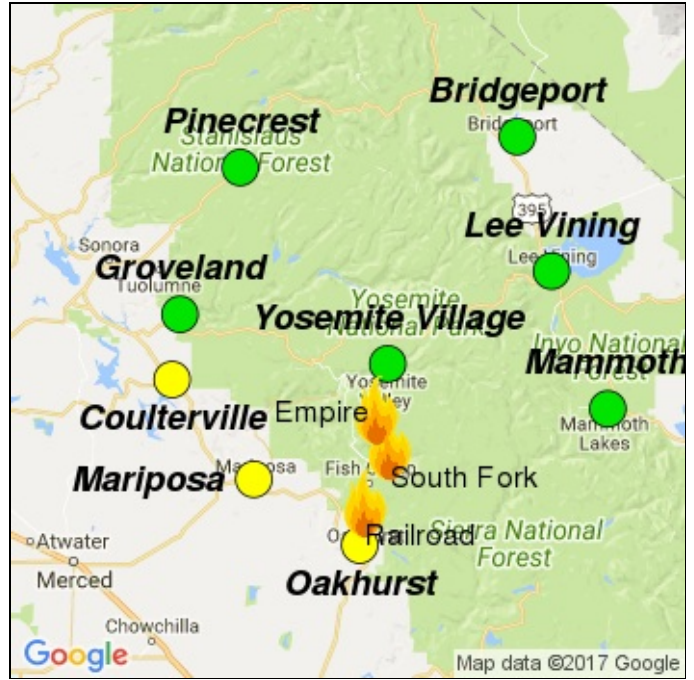 Bridgeport
Bridgeport
Pinecrest
Stanislaus
National Forest
395
Lee Vining
Lee Vining
Sonora
Groveland
Tuolumne
Yosemite
National Park
Yosemite Village
Inyo National
Forest
Mammoth
Yosemite
Valley
Empire
Coulterville
Mammoth
Lakes
Mariposa
Mariposa
Fish
South Fork
Railroad
Sierra National
Forest
Atwater
Merced
Oakhurst
Chowchilla
Google
Map data ©2017 Google